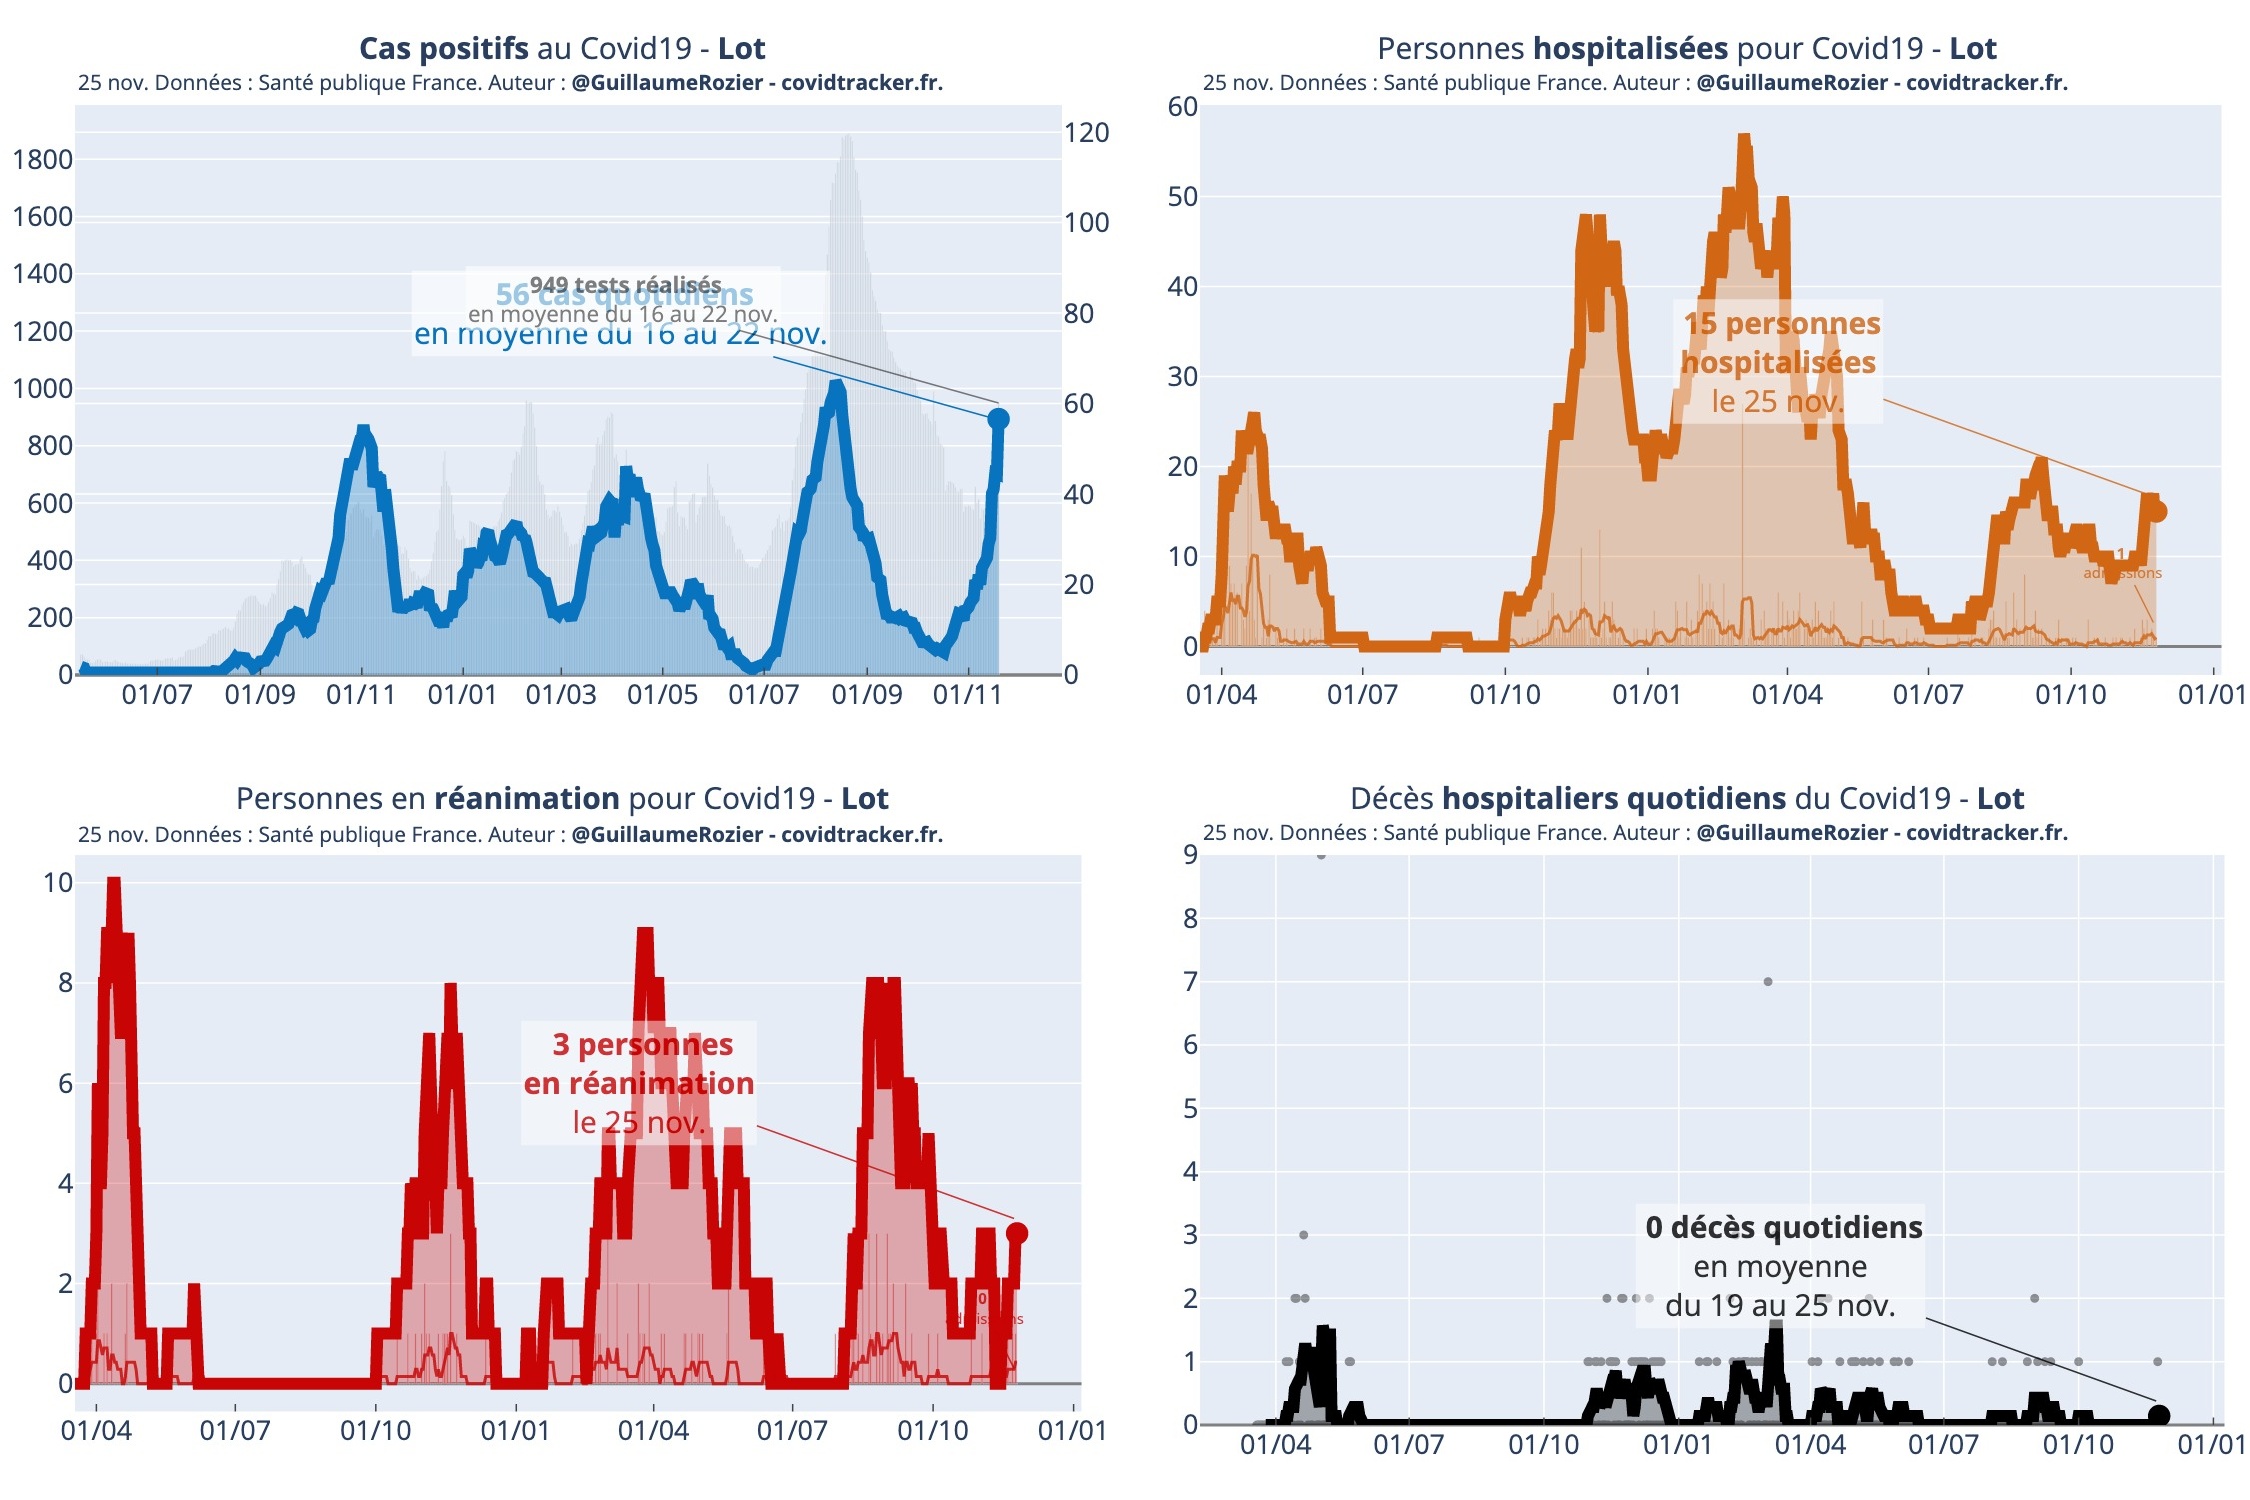 Cas positifs au Covid19 - Lot
25 nov. Données : Santé publique France. Auteur : @GuillaumeRozier - covidtracker.fr.
1800
1600
1400
1200
1000
800
600
400
200
0
120
100
80
60
40
20
0
949 tests réalisés
en moyenne du 16 au 22 nov.
56 cas quotidiens
en moyenne du 16 au 22 nov.
01/07 01/09 01/11 01/01 01/03 01/05 01/07 01/09 01/11
Personnes hospitalisées pour Covid19 - Lot
25 nov. Données : Santé publique France. Auteur : @GuillaumeRozier - covidtracker.fr.
60
50
40
30
20
10
0
15 personnes
hospitalisées
le 25 nov.
1
admissions
01/04 01/07 01/10 01/01 01/04 01/07 01/10 01/01
Personnes en réanimation pour Covid19 - Lot
25 nov. Données : Santé publique France. Auteur : @GuillaumeRozier - covidtracker.fr.
10
8
6
4
2
0
3 personnes
en réanimation
le 25 nov.
0
admissions
01/04 01/07 01/10 01/01 01/04 01/07 01/10 01/01
Décès hospitaliers quotidiens du Covid19 - Lot
25 nov. Données : Santé publique France. Auteur : @GuillaumeRozier - covidtracker.fr.
9
8
7
6
5
4
3
2
1
0
0 décès quotidiens
en moyenne
du 19 au 25 nov.
01/04 01/07 01/10 01/01 01/04 01/07 01/10 01/01